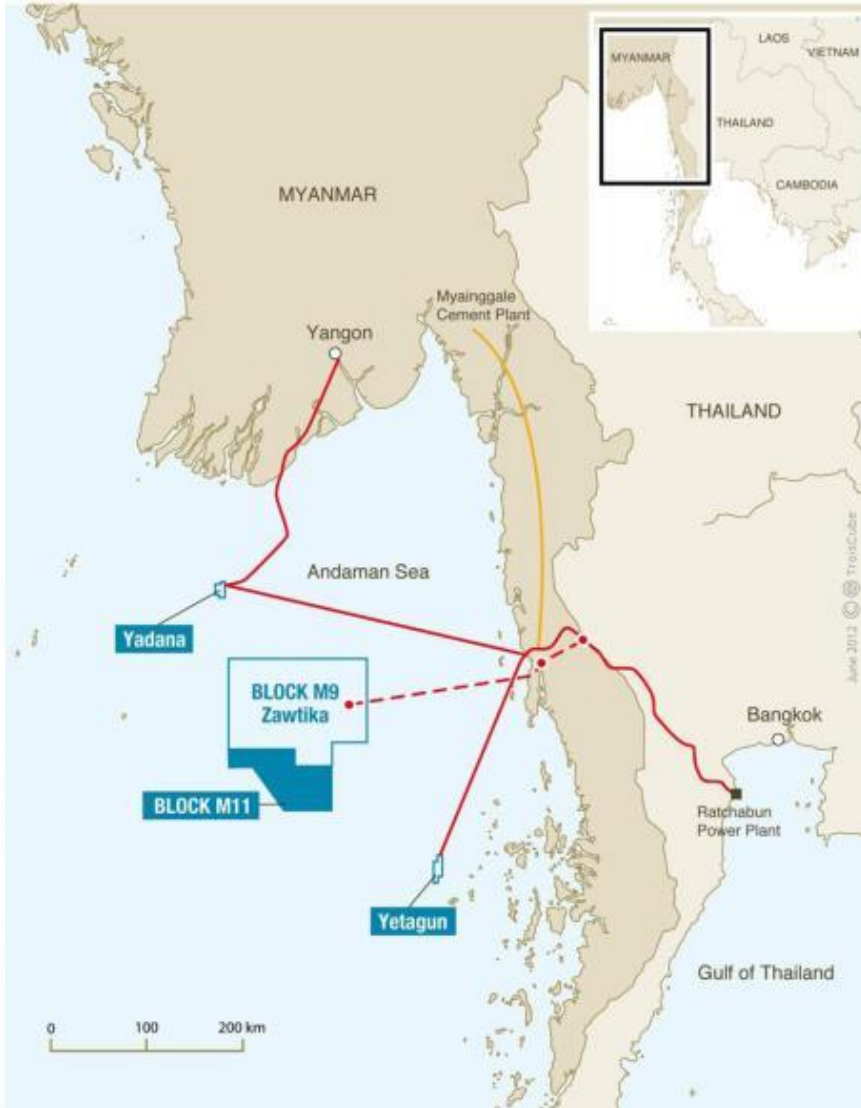 LAOS
MYANMAR
VIETNAM
THAILAND
CAMBODIA
MYANMAR
Myainggale
Cement Plant
Yangon
THAILAND
Andaman Sea
Yadana
BLOCK M9
Zawtika
BLOCK M11
Bangkok
Ratchabun
Power Plant
Yetagun
Gulf of Thailand
0 100 200 km
June 2012 © @ TroisCube